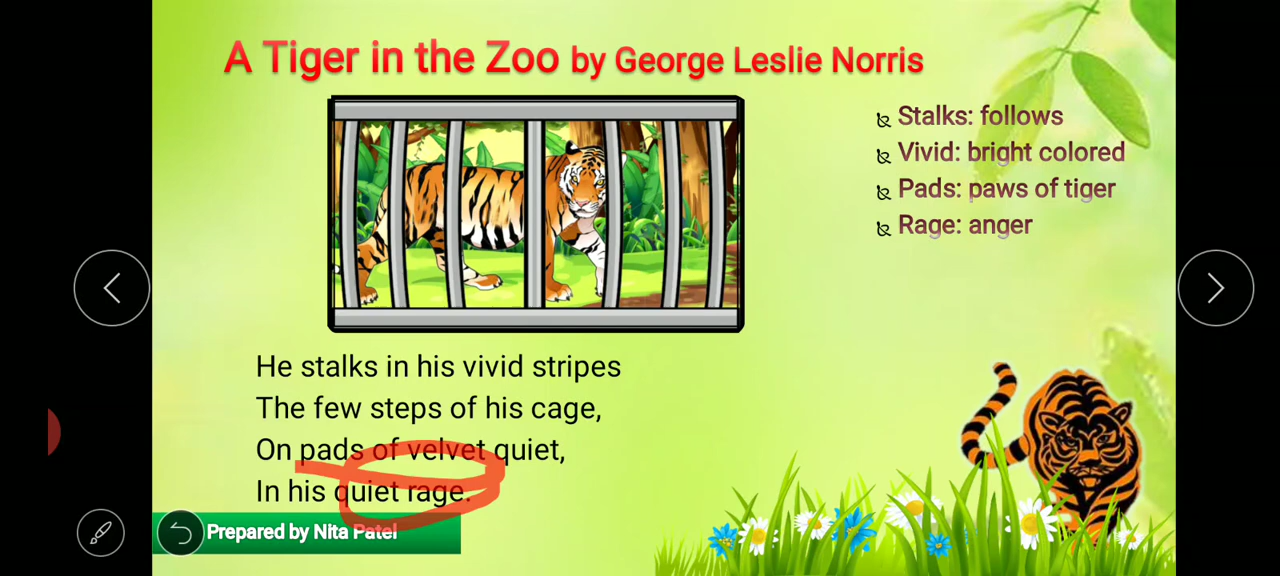 A Tiger in the Zoo by George Leslie Norris
Stalks: follows
Vivid: bright colored
Pads: paws of tiger
Rage: anger
He stalks in his vivid stripes
The few steps of his cage,
On pads of velvet quiet,
In his quiet rage.
Prepared by Nita Patel